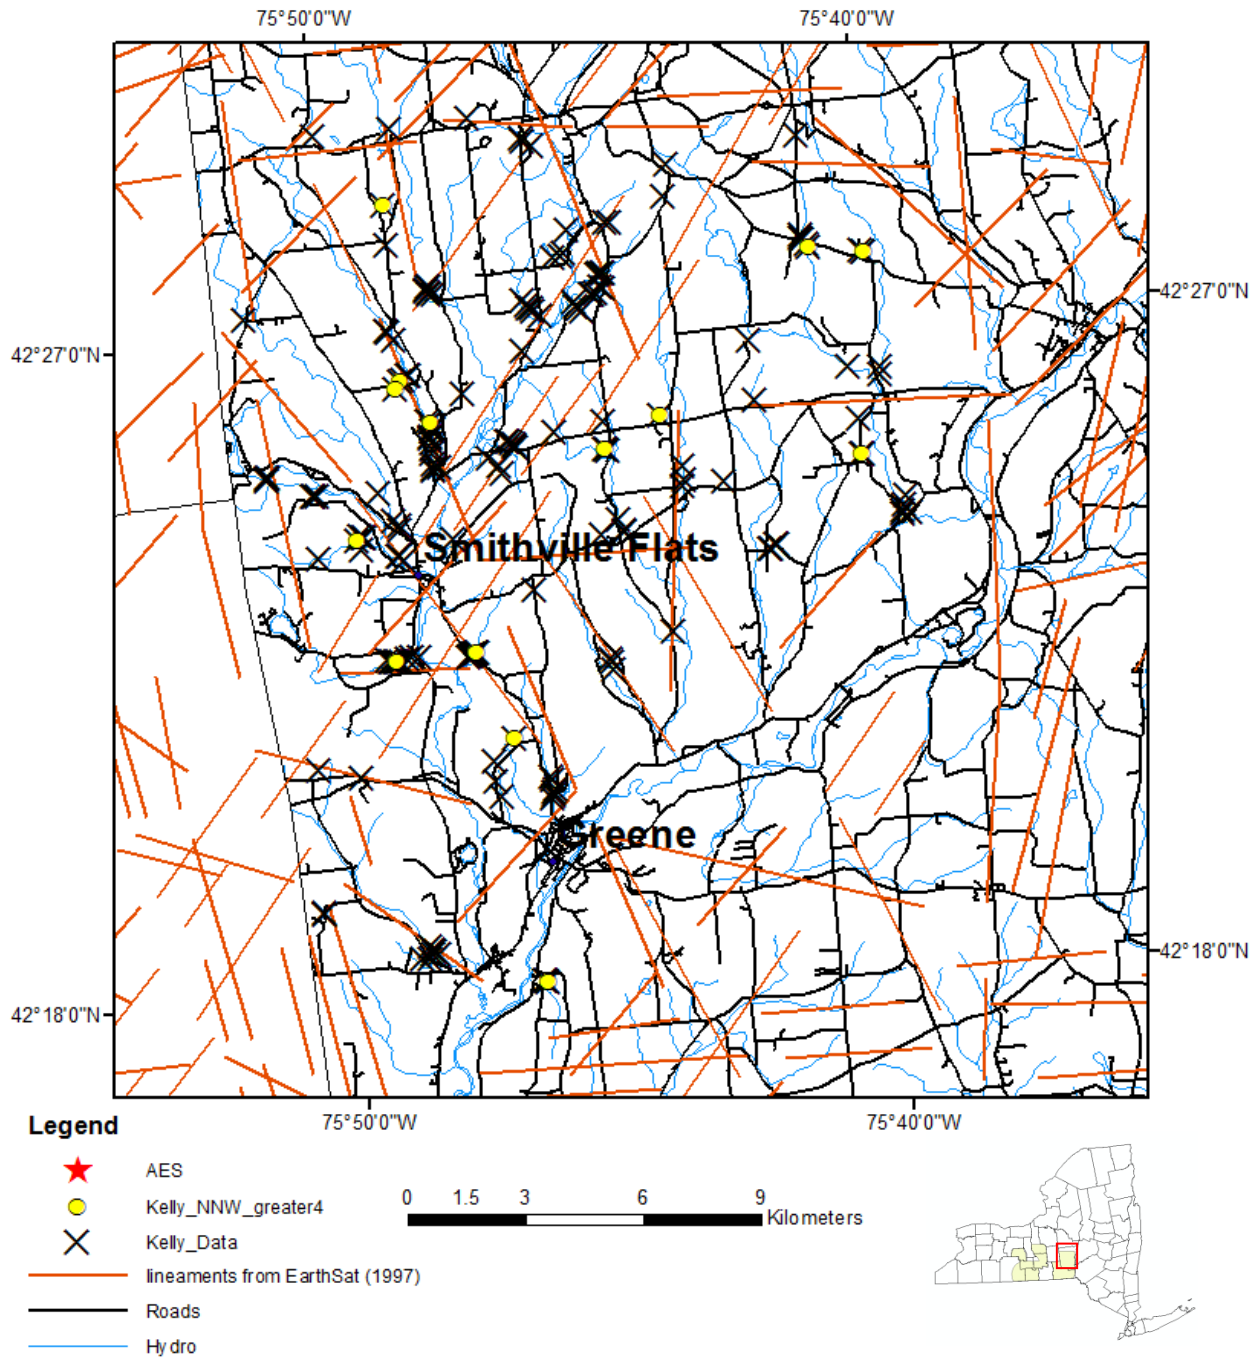 75°50'0"W 75°40'0"W
42°27'0"N
42°27'0"N
Smithville Flats
Greene
42°18'0"N
42°18'0"N
75°50'0"W 75°40'0"W
Legend
AES
Kelly_NNW_greater4
Kelly_Data
lineaments from EarthSat (1997)
Roads
Hydro
0 1.5 3 6 9
Kilometers